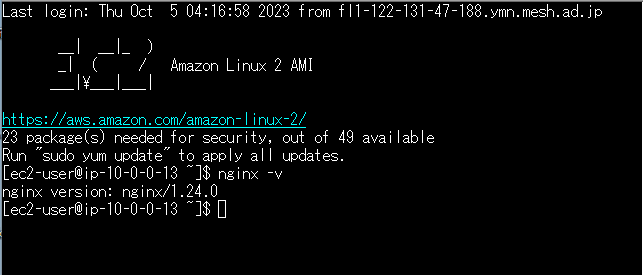 Last login: Thu Oct  5 04:16:58 2023 from fl1-122-131-47-188.ymn.mesh.ad.jp
       __|  __|_  )
       _|  (     /   Amazon Linux 2 AMI
      ___|¥___|___|
https://aws.amazon.com/amazon-linux-2/
23 package(s) needed for security, out of 49 available
Run "sudo yum update" to apply all updates.
[ec2-user@ip-10-0-0-13 ~]$ nginx -v
nginx version: nginx/1.24.0
[ec2-user@ip-10-0-0-13 ~]$